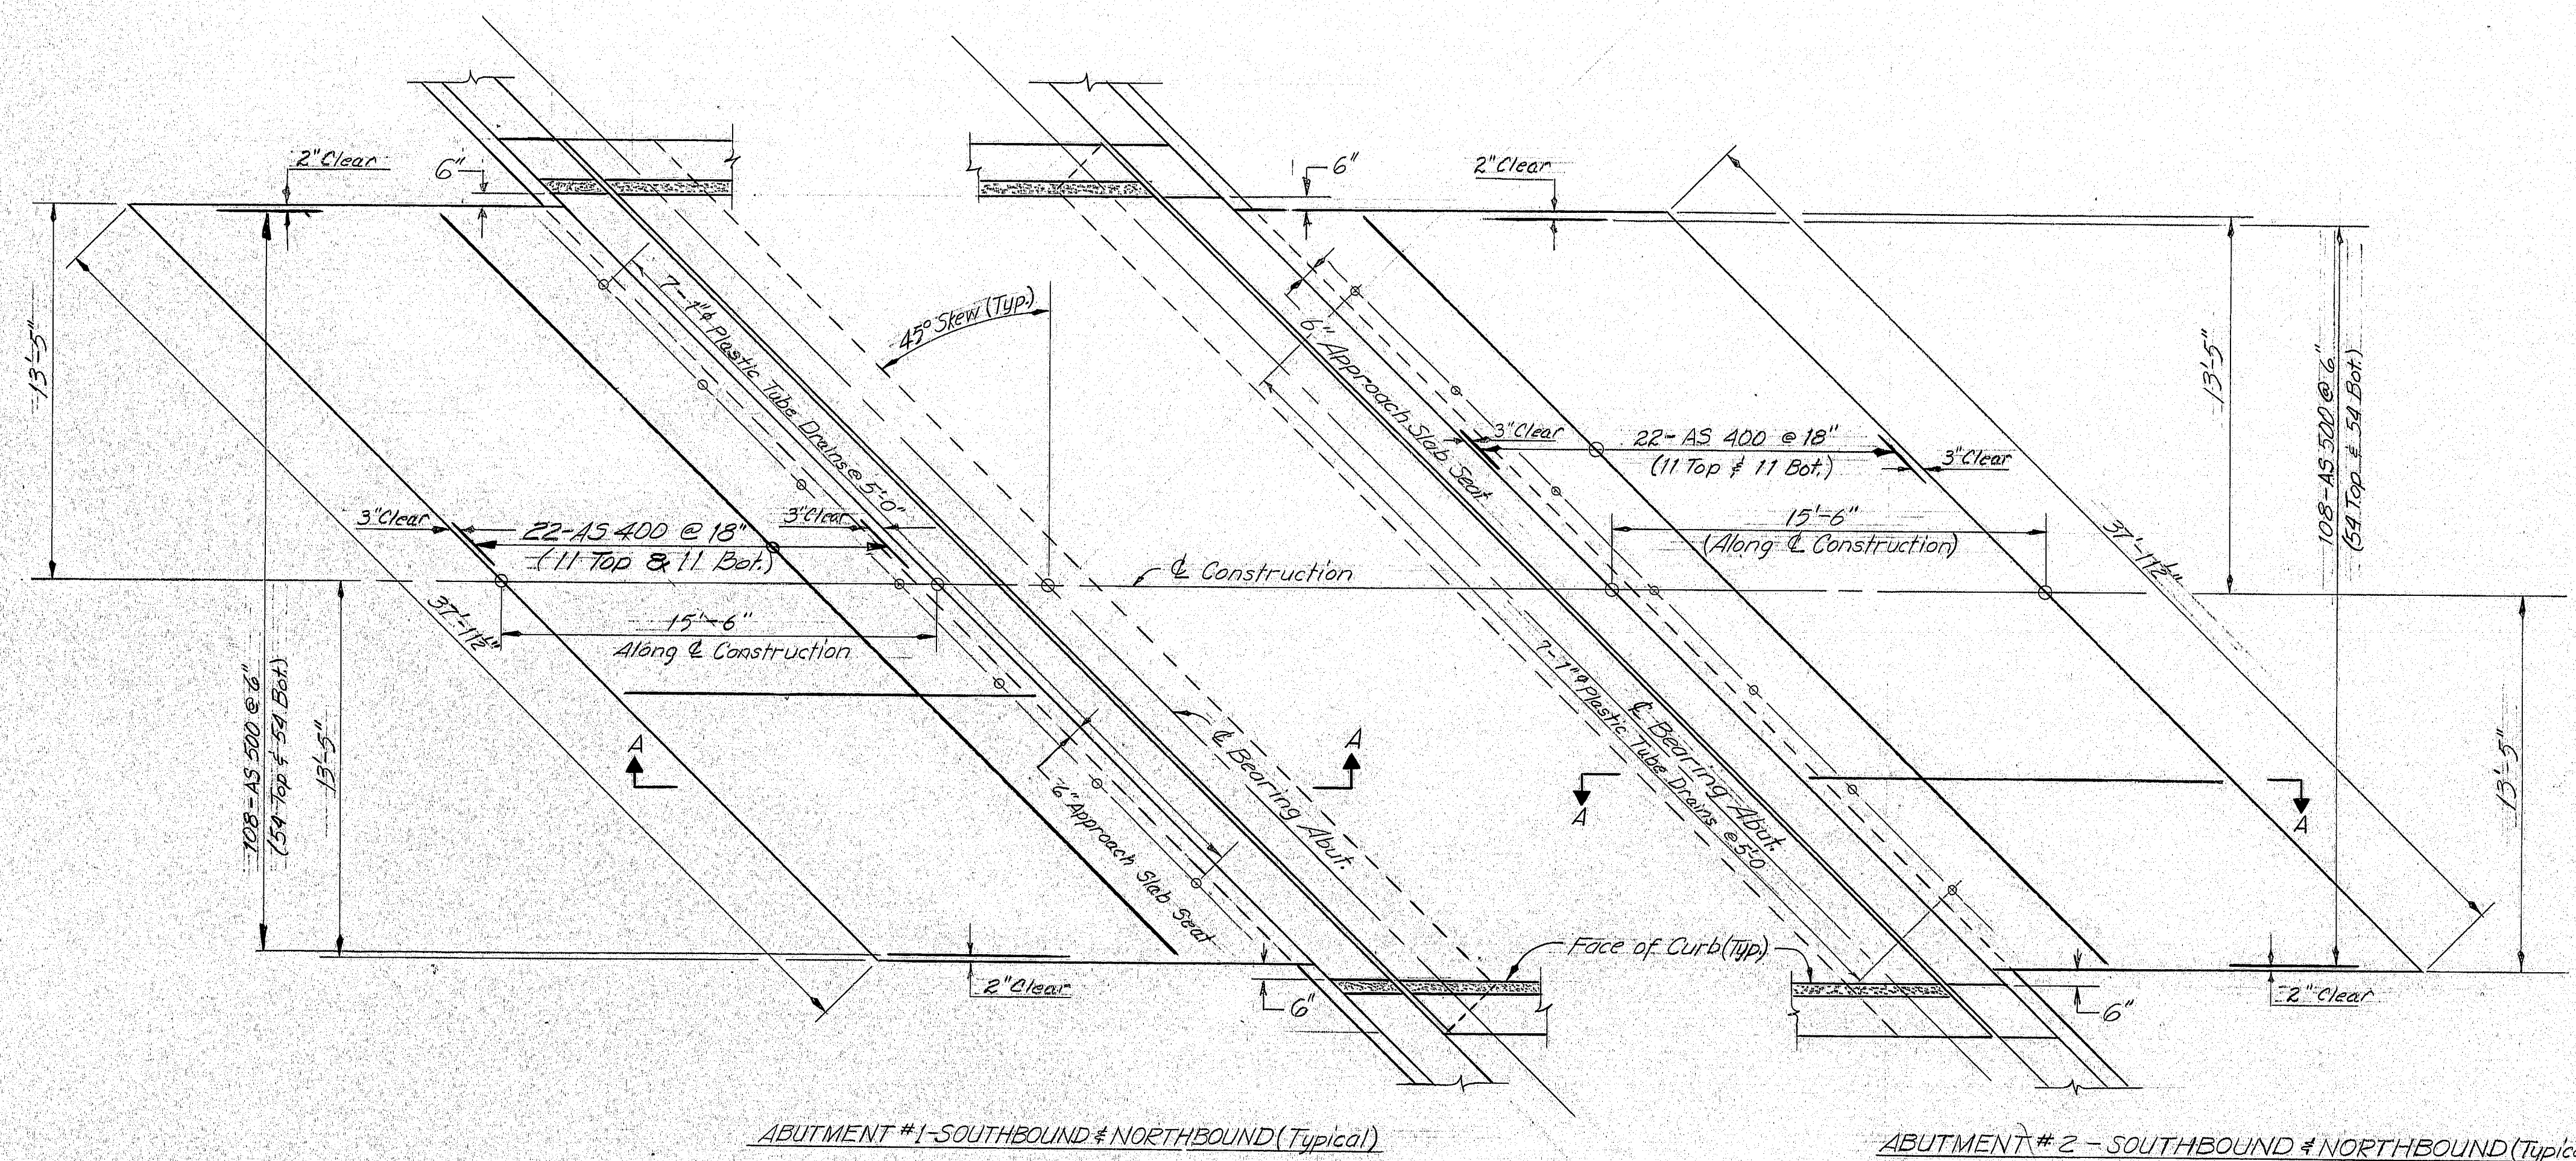 2" Clear
6"
13'-5"
7-1"φ Plastic Tube Drains @ 5'-0"
45° Skew (Typ.)
3" Clear
22-AS 400 @ 18"
(11 Top & 11 Bot.)
3" Clear
37'-11½"
15'-6"
Along ℄ Construction
℄ Construction
108-AS 500 @ 6"
(54 Top & 54 Bot.)
13'-5"
A
A
℄ Bearing Abut.
6" Approach Slab Seat
2" Clear
6"
Face of Curb (Typ.)
ABUTMENT #1-SOUTHBOUND & NORTHBOUND (Typical)
6"
2" Clear
6" Approach Slab Seat
3" Clear
22-AS 400 @ 18"
(11 Top & 11 Bot.)
3" Clear
15'-6"
(Along ℄ Construction)
37'-11½"
13'-5"
108-AS 500 @ 6"
(54 Top & 54 Bot.)
℄ Bearing Abut.
7-1"φ Plastic Tube Drains @ 5'-0
A
A
13'-5"
6"
2" Clear
ABUTMENT # 2 - SOUTHBOUND & NORTHBOUND (Typic